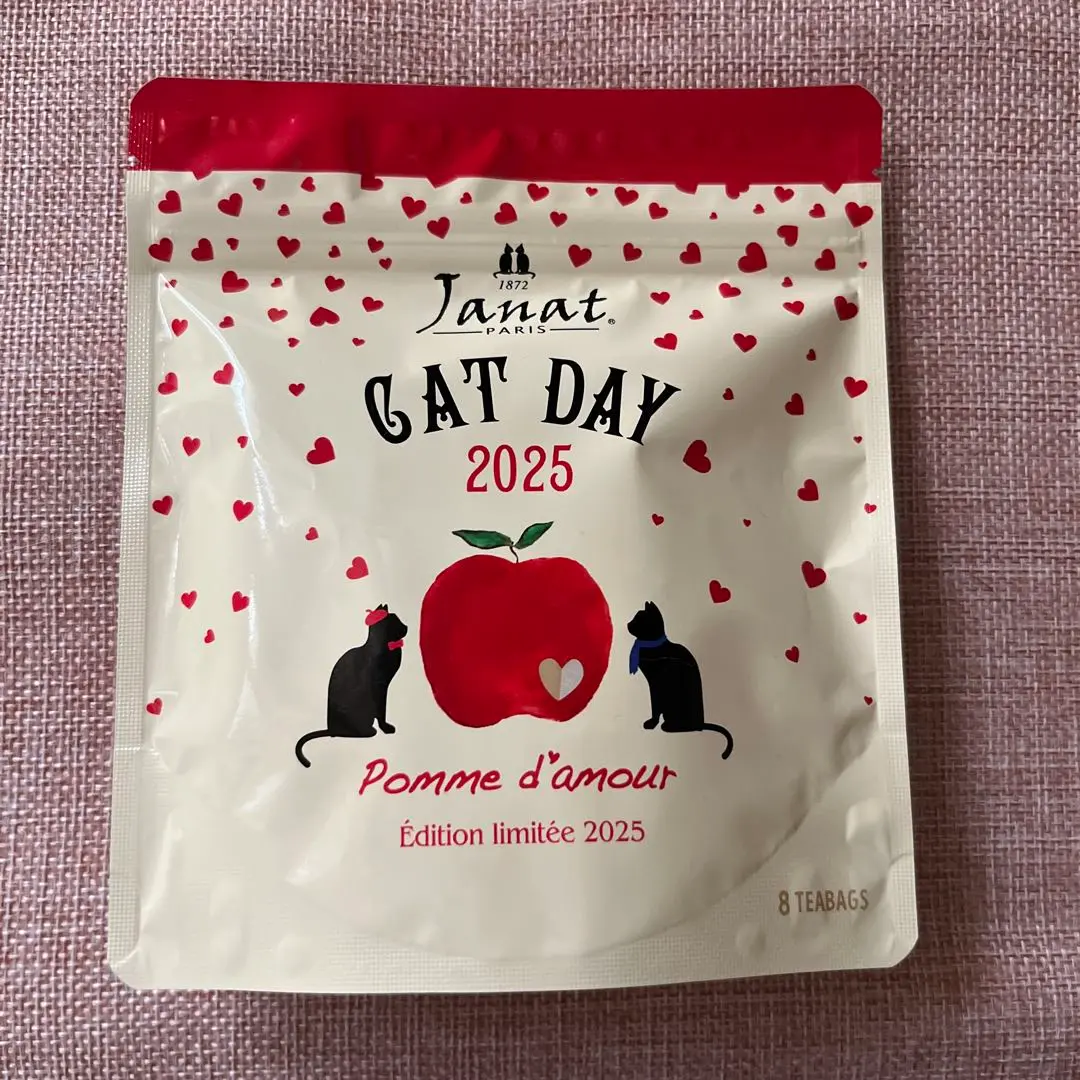 1872
Janat®
PARIS
CAT DAY
2025
Pomme d'amour
Édition limitée 2025
8 TEABAGS